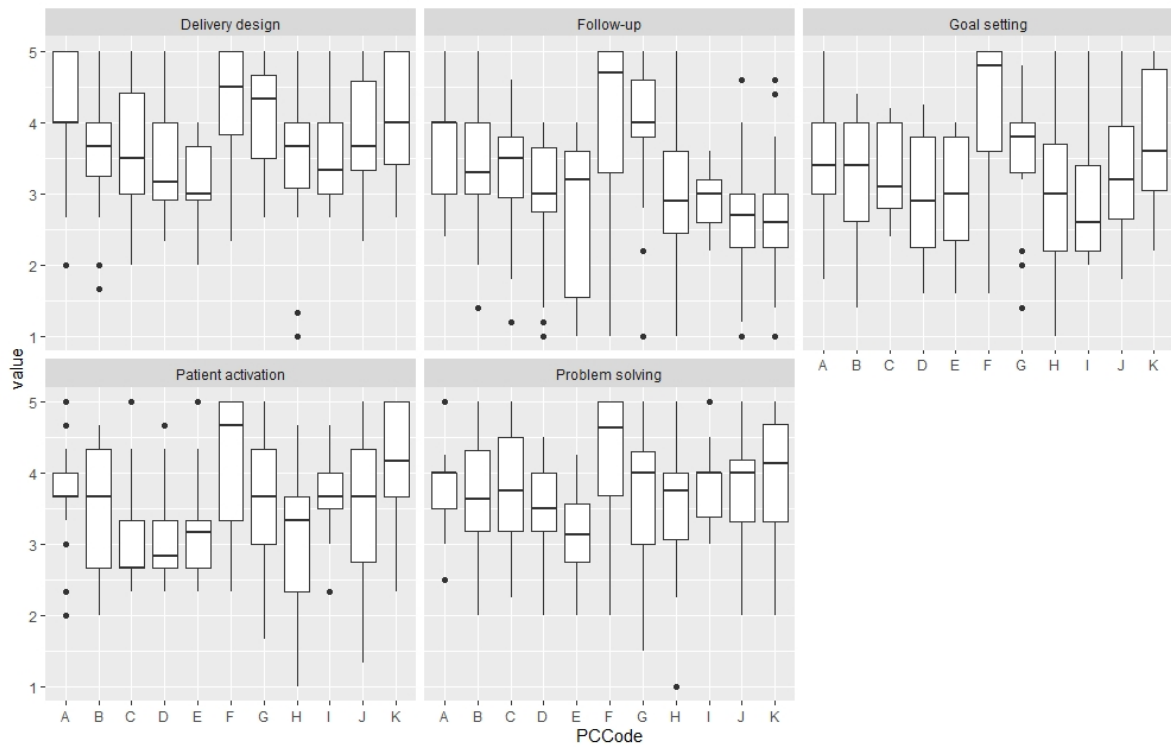 Delivery design Follow-up Goal setting
5
4
3
2
1
A B C D E F G H I J K
value
Patient activation Problem solving
5
4
3
2
1
A B C D E F G H I J K A B C D E F G H I J K
PCCode